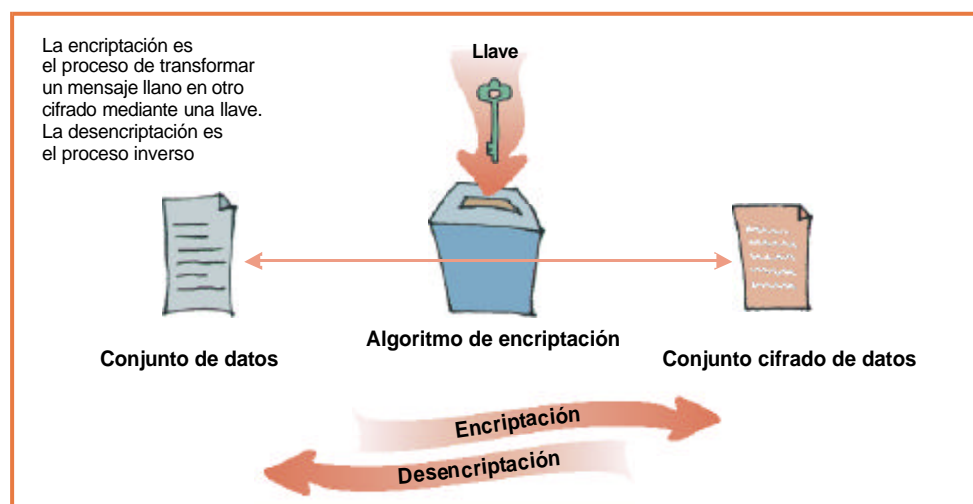 La encriptación es
el proceso de transformar
un mensaje llano en otro
cifrado mediante una llave.
La desencriptación es
el proceso inverso
Llave
Conjunto de datos
Algoritmo de encriptación
Conjunto cifrado de datos
Encriptación
Desencriptación